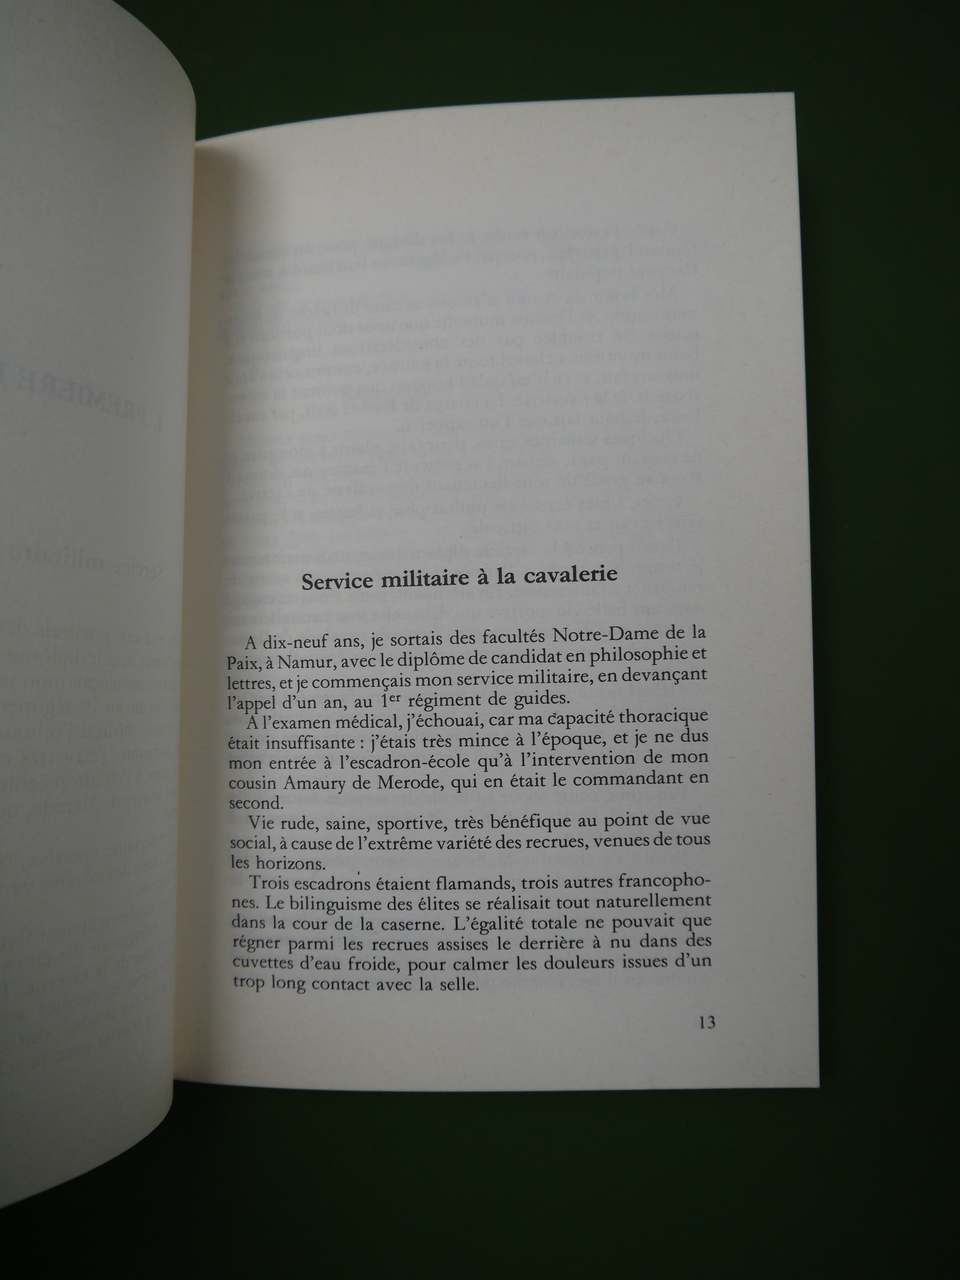 Service militaire à la cavalerie
A dix-neuf ans, je sortais des facultés Notre-Dame de la
Paix, à Namur, avec le diplôme de candidat en philosophie et
lettres, et je commençais mon service militaire, en devançant
l'appel d'un an, au 1er régiment de guides.
A l'examen médical, j'échouai, car ma capacité thoracique
était insuffisante : j'étais très mince à l'époque, et je ne dus
mon entrée à l'escadron-école qu'à l'intervention de mon
cousin Amaury de Merode, qui en était le commandant en
second.
Vie rude, saine, sportive, très bénéfique au point de vue
social, à cause de l'extrême variété des recrues, venues de tous
les horizons.
Trois escadrons étaient flamands, trois autres francopho-
nes. Le bilinguisme des élites se réalisait tout naturellement
dans la cour de la caserne. L'égalité totale ne pouvait que
régner parmi les recrues assises le derrière à nu dans des
cuvettes d'eau froide, pour calmer les douleurs issues d'un
trop long contact avec la selle.
13